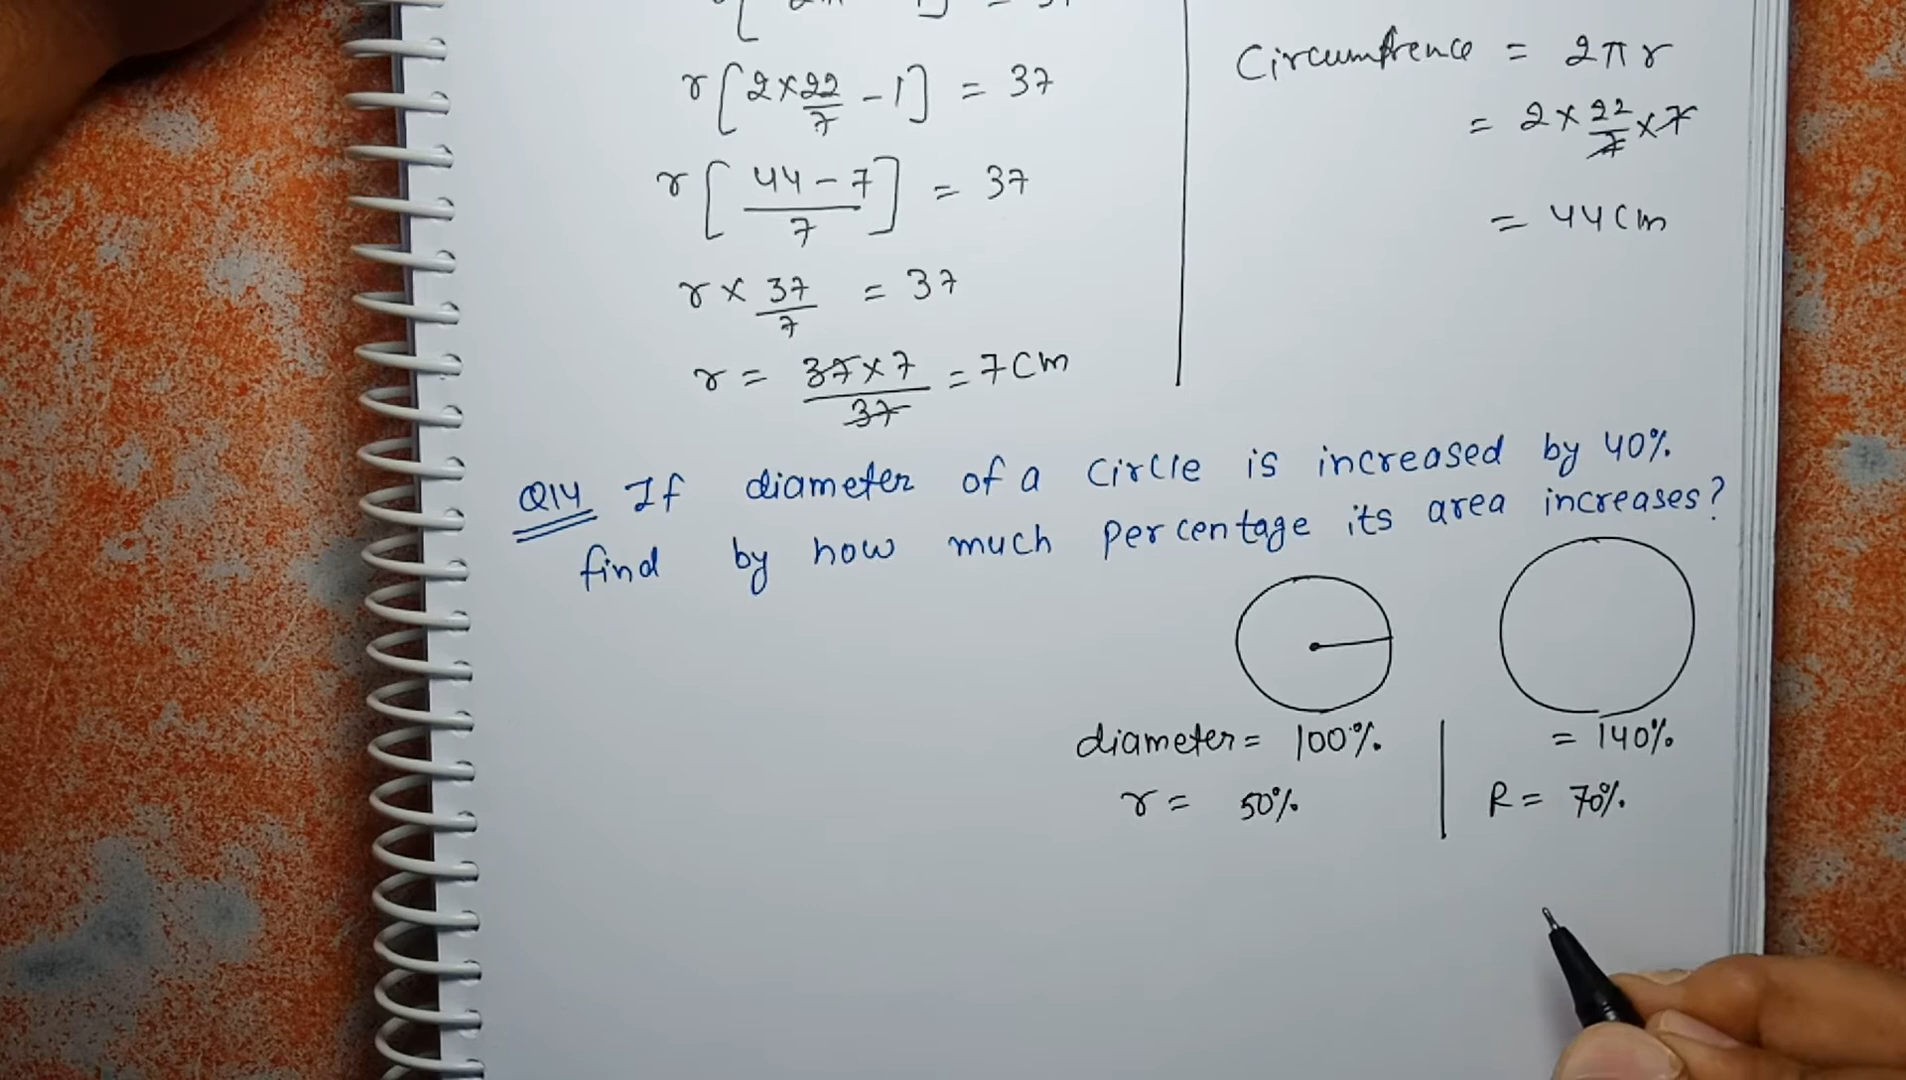 r[2×22/7 - 1] = 37
r[44-7/7] = 37
r × 37/7 = 37
r = 37×7/37 = 7cm
Circumfrence = 2πr
= 2×22/7×7
= 44cm
Q14 If diameter of a circle is increased by 40%.
find by how much percentage its area increases?
diameter = 100%.
r = 50%.
= 140%.
R = 70%.